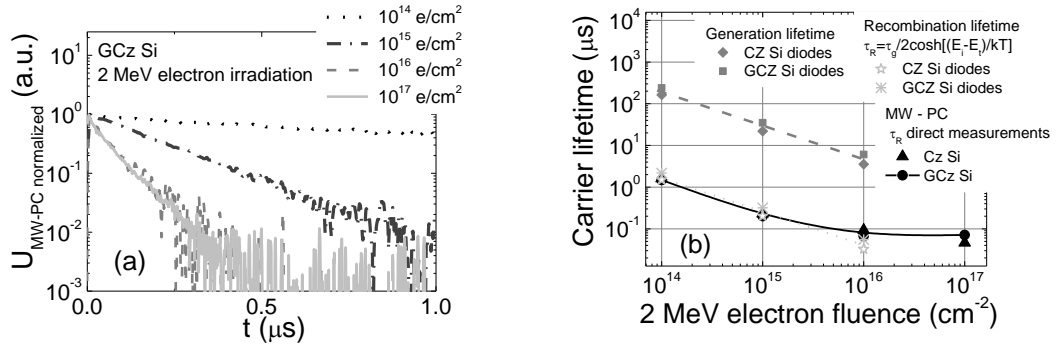 GCz Si
2 MeV electron irradiation
10^14 e/cm^2
10^15 e/cm^2
10^16 e/cm^2
10^17 e/cm^2
U_MW-PC normalized (a.u.)
10^1
10^0
10^-1
10^-2
10^-3
(a)
0.0 0.5 1.0
t (μs)
Generation lifetime
CZ Si diodes
GCZ Si diodes
Recombination lifetime
τ_R=τ_g/2cosh[(E_i-E_t)/kT]
CZ Si diodes
GCZ Si diodes
MW - PC
τ_R direct measurements
Cz Si
GCz Si
Carrier lifetime (μs)
10^4
10^3
10^2
10^1
10^0
10^-1
(b)
10^14 10^15 10^16 10^17
2 MeV electron fluence (cm^-2)